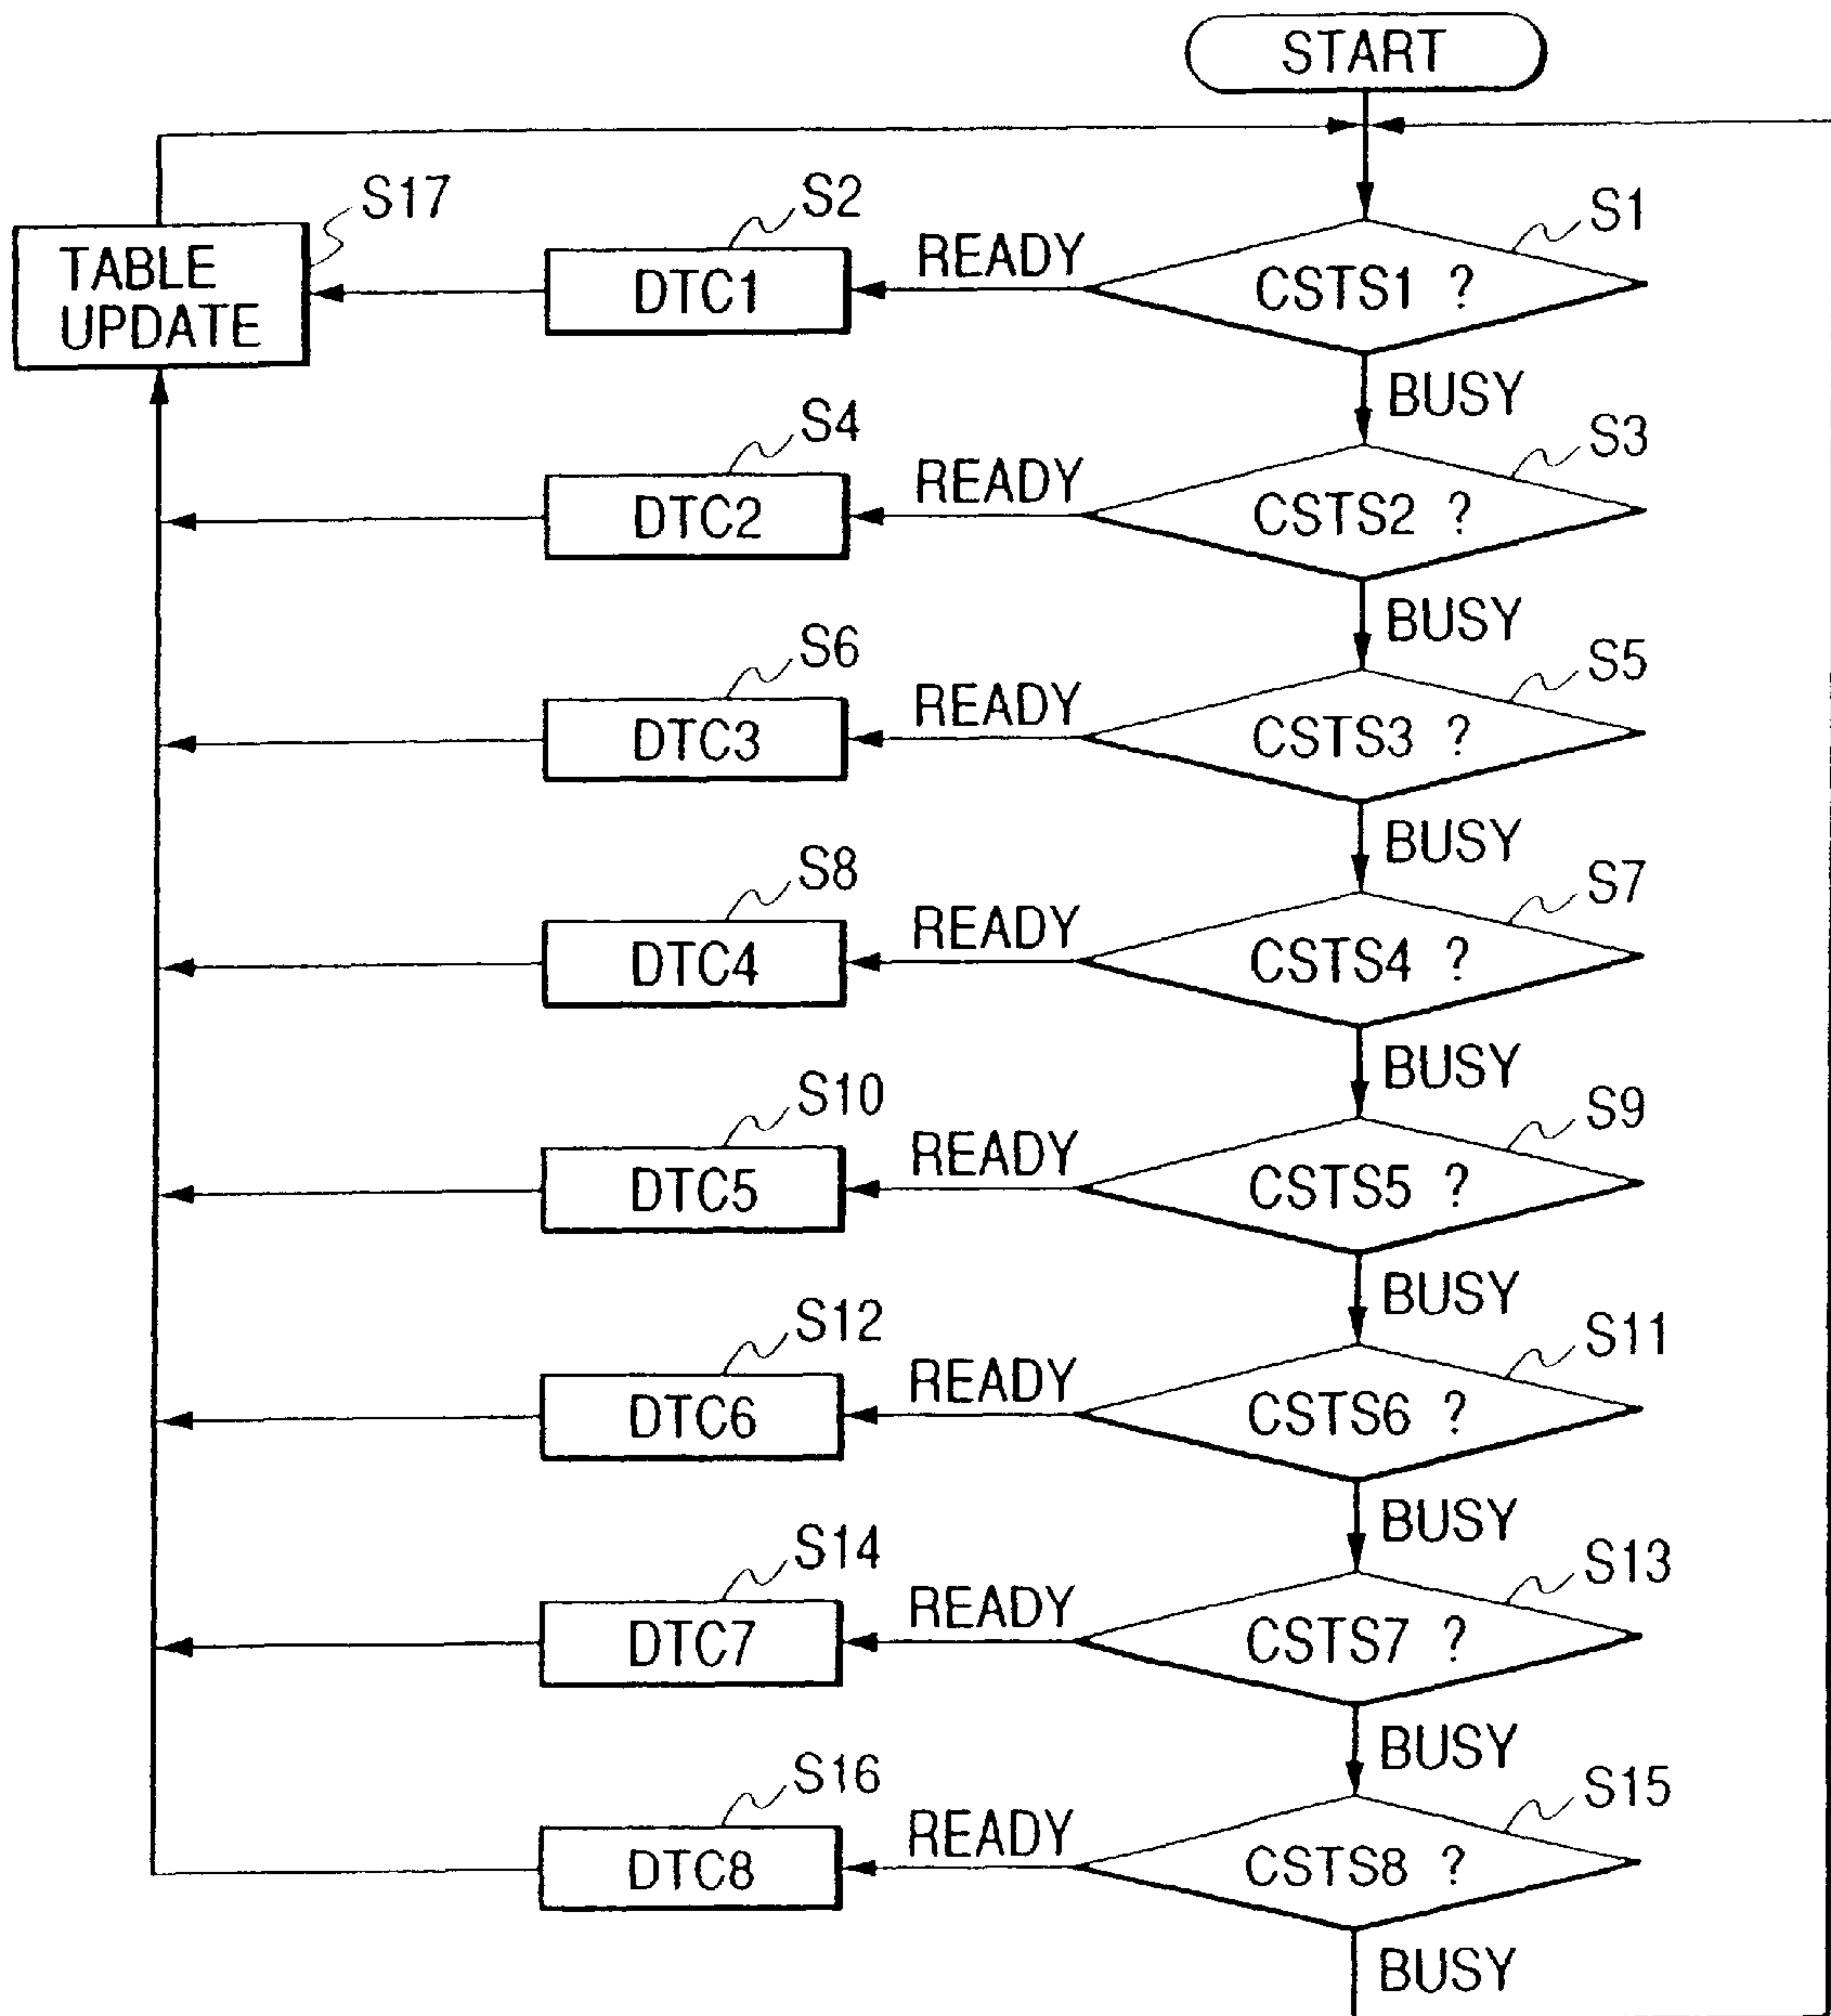 START
S17
S2
S1
TABLE
UPDATE
DTC1
READY
CSTS1 ?
BUSY
S4
S3
DTC2
READY
CSTS2 ?
BUSY
S6
S5
DTC3
READY
CSTS3 ?
BUSY
S8
S7
DTC4
READY
CSTS4 ?
BUSY
S10
S9
DTC5
READY
CSTS5 ?
BUSY
S12
S11
DTC6
READY
CSTS6 ?
BUSY
S14
S13
DTC7
READY
CSTS7 ?
BUSY
S16
S15
DTC8
READY
CSTS8 ?
BUSY